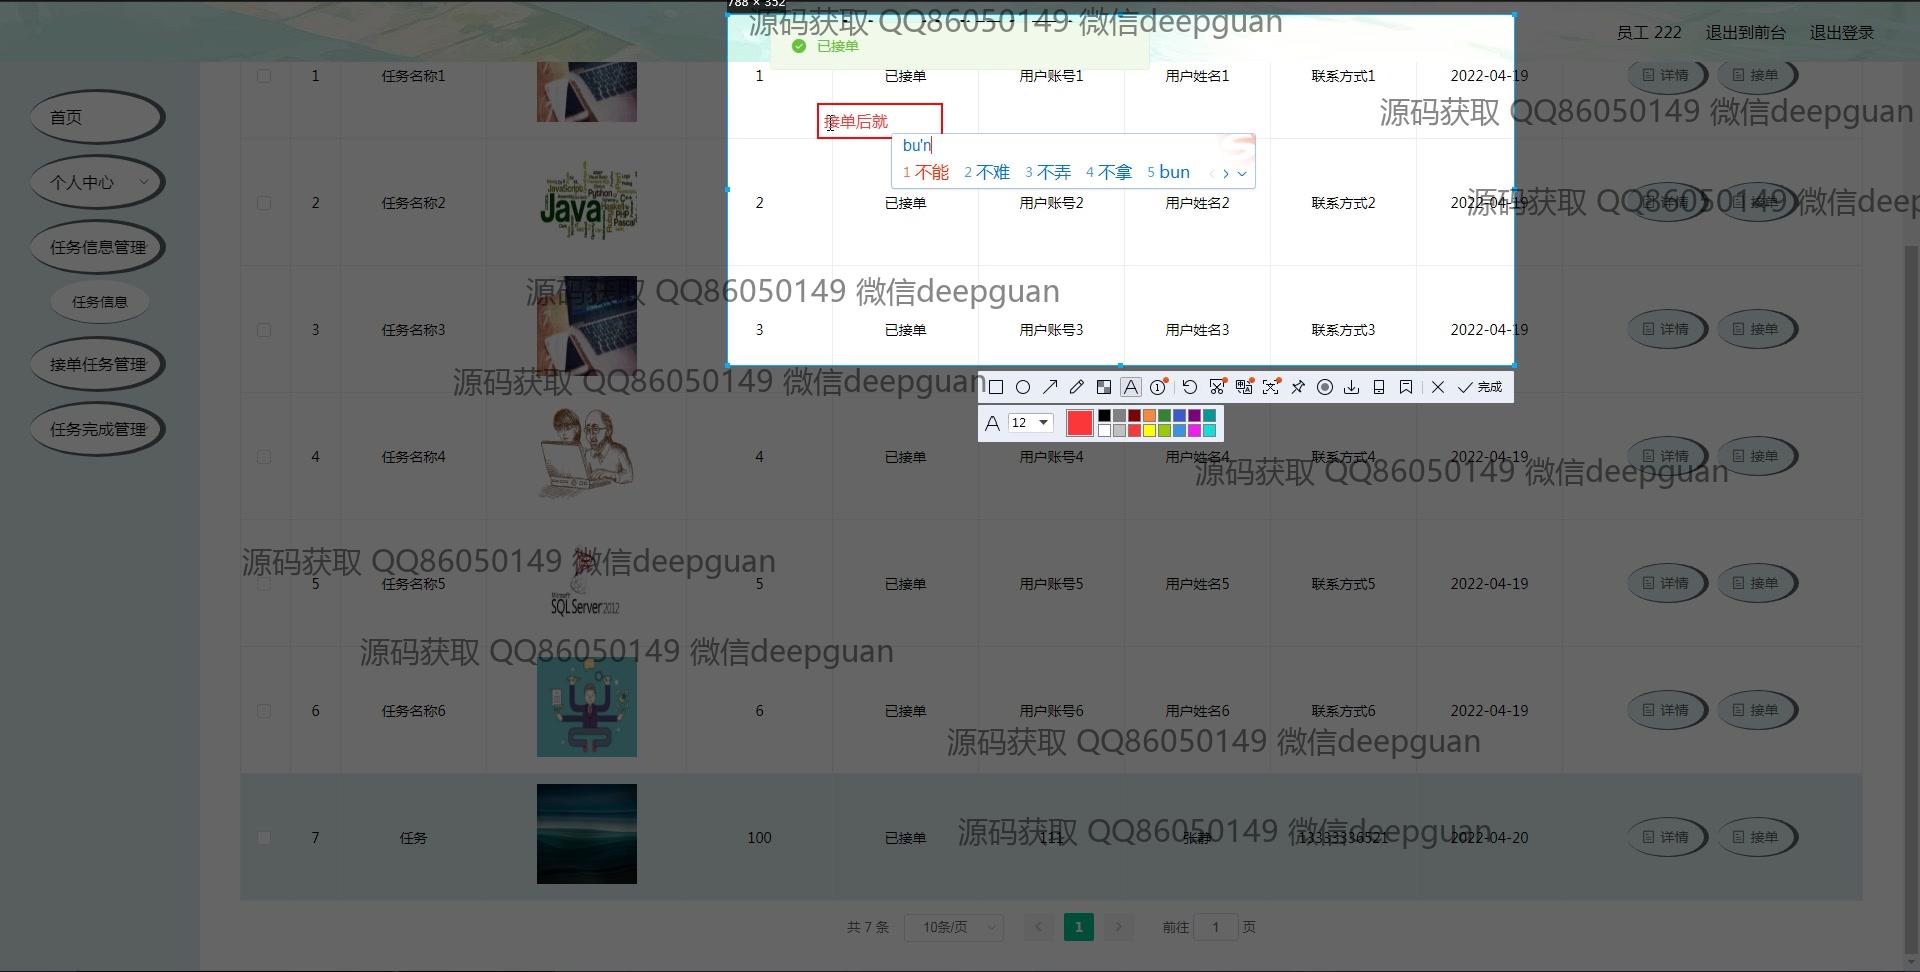 788 × 352
源码获取 QQ86050149 微信deepguan
已接单
员工 222 退出到前台 退出登录
首页
个人中心
任务信息管理
任务信息
接单任务管理
任务完成管理
1 任务名称1 1 已接单 用户账号1 用户姓名1 联系方式1 2022-04-19 详情 接单
源码获取 QQ86050149 微信deepguan
接单后就
bu'n
1 不能 2 不难 3 不弄 4 不拿 5 bun
2 任务名称2 2 已接单 用户账号2 用户姓名2 联系方式2 2022-04-19 详情 接单
源码获取 QQ86050149 微信deep
Java
JavaScript
Python
C++
PHP
Pascal
源码获取 QQ86050149 微信deepguan
3 任务名称3 3 已接单 用户账号3 用户姓名3 联系方式3 2022-04-19 详情 接单
源码获取 QQ86050149 微信deepguan
完成
A 12
4 任务名称4 4 已接单 用户账号4 用户姓名4 联系方式4 2022-04-19 详情 接单
源码获取 QQ86050149 微信deepguan
源码获取 QQ86050149 微信deepguan
5 任务名称5 5 已接单 用户账号5 用户姓名5 联系方式5 2022-04-19 详情 接单
Microsoft
SQL Server 2012
源码获取 QQ86050149 微信deepguan
6 任务名称6 6 已接单 用户账号6 用户姓名6 联系方式6 2022-04-19 详情 接单
源码获取 QQ86050149 微信deepguan
7 任务 100 已接单 111 张静 13333336521 2022-04-20 详情 接单
源码获取 QQ86050149 微信deepguan
共 7 条 10条/页 1 前往 1 页